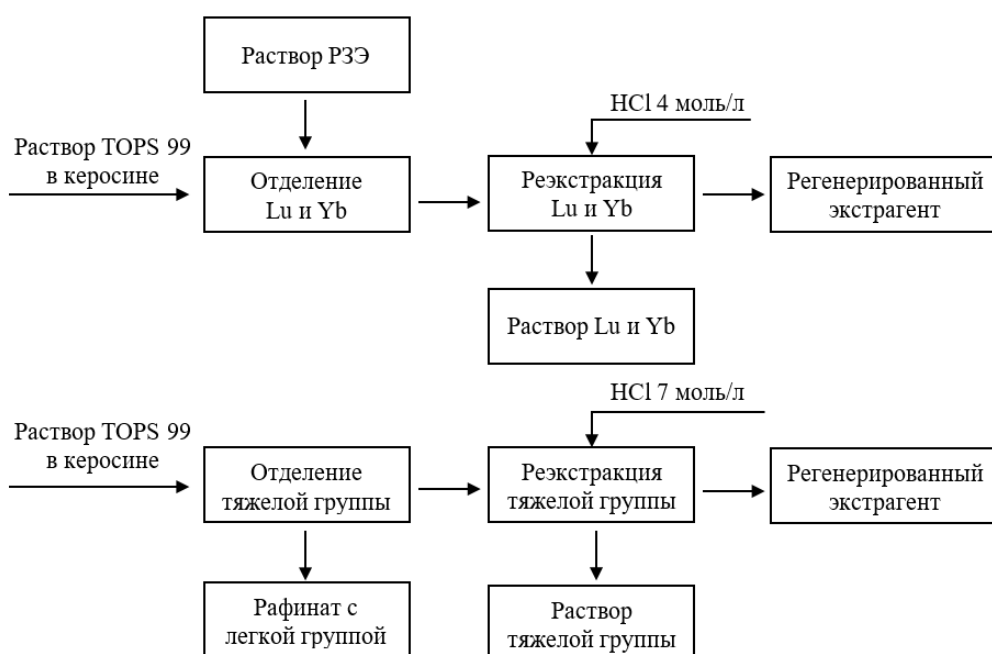 Раствор РЗЭ
HCl 4 моль/л
Раствор TOPS 99
в керосине
Отделение
Lu и Yb
Реэкстракция
Lu и Yb
Регенерированный
экстрагент
Раствор Lu и Yb
HCl 7 моль/л
Раствор TOPS 99
в керосине
Отделение
тяжелой группы
Реэкстракция
тяжелой группы
Регенерированный
экстрагент
Рафинат с
легкой группой
Раствор
тяжелой группы